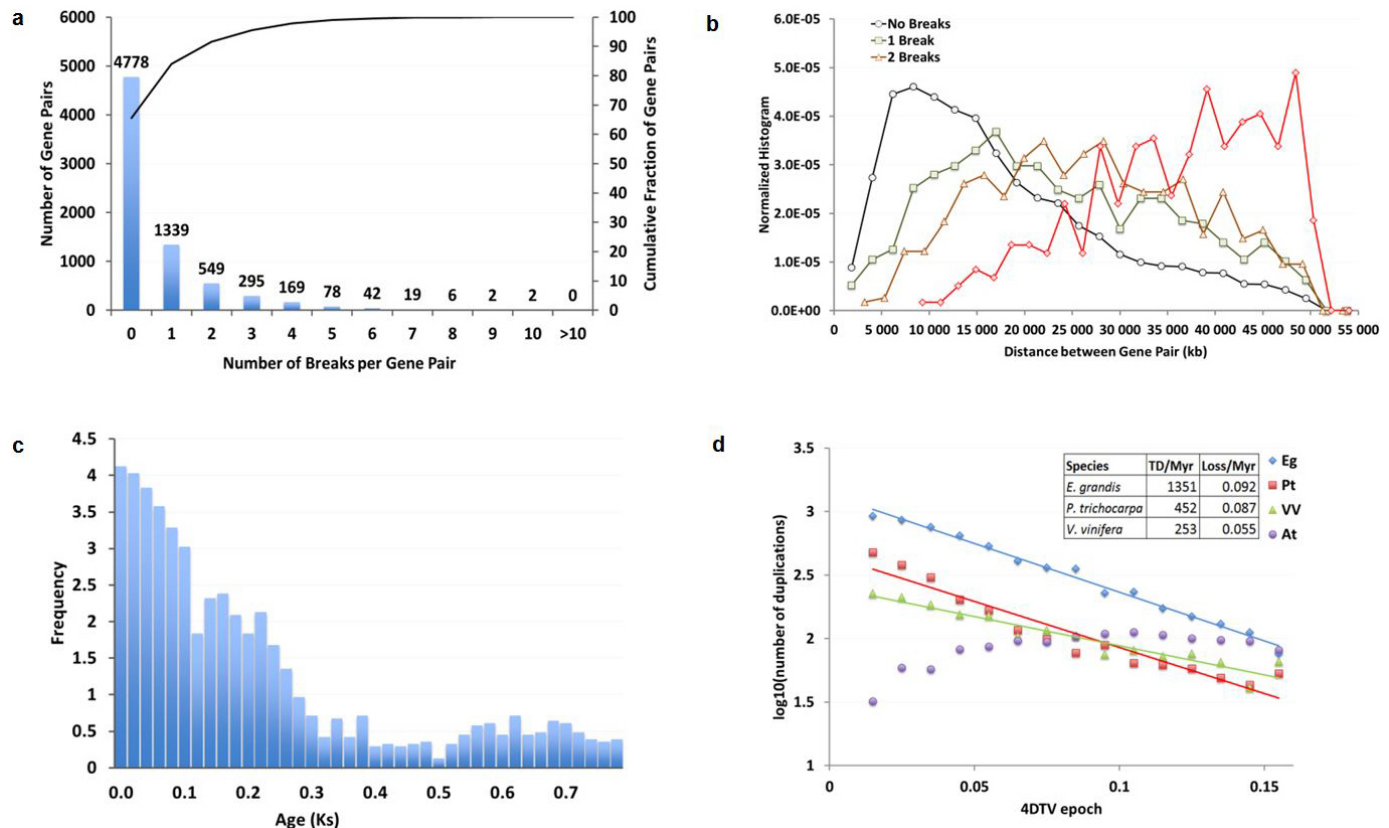 a
6000
5000
4000
3000
2000
1000
0
Number of Gene Pairs
4778
1339
549
295
169
78
42
19
6
2
2
0
100
90
80
70
60
50
40
30
20
10
0
Cumulative Fraction of Gene Pairs
0 1 2 3 4 5 6 7 8 9 10 >10
Number of Breaks per Gene Pair
b
6.0E-05
5.0E-05
4.0E-05
3.0E-05
2.0E-05
1.0E-05
0.0E+00
Normalized Histogram
No Breaks
1 Break
2 Breaks
0 5 000 10 000 15 000 20 000 25 000 30 000 35 000 40 000 45 000 50 000 55 000
Distance between Gene Pair (kb)
c
4.5
4
3.5
3
2.5
2
1.5
1
0.5
0
Frequency
0.0 0.1 0.2 0.3 0.4 0.5 0.6 0.7
Age (Ks)
d
3.5
3
2.5
2
1.5
1
log10(number of duplications)
Species TD/Myr Loss/Myr
E. grandis 1351 0.092
P. trichocarpa 452 0.087
V. vinifera 253 0.055
Eg
Pt
VV
At
0 0.05 0.1 0.15
4DTV epoch